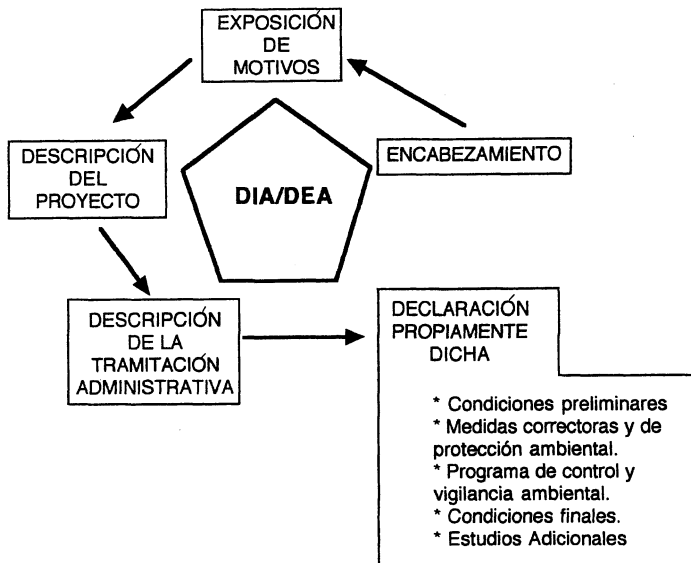 EXPOSICIÓN
DE
MOTIVOS
ENCABEZAMIENTO
DESCRIPCIÓN
DEL
PROYECTO
DIA/DEA
DESCRIPCIÓN
DE LA
TRAMITACIÓN
ADMINISTRATIVA
DECLARACIÓN
PROPIAMENTE
DICHA
* Condiciones preliminares
* Medidas correctoras y de
protección ambiental.
* Programa de control y
vigilancia ambiental.
* Condiciones finales.
* Estudios Adicionales